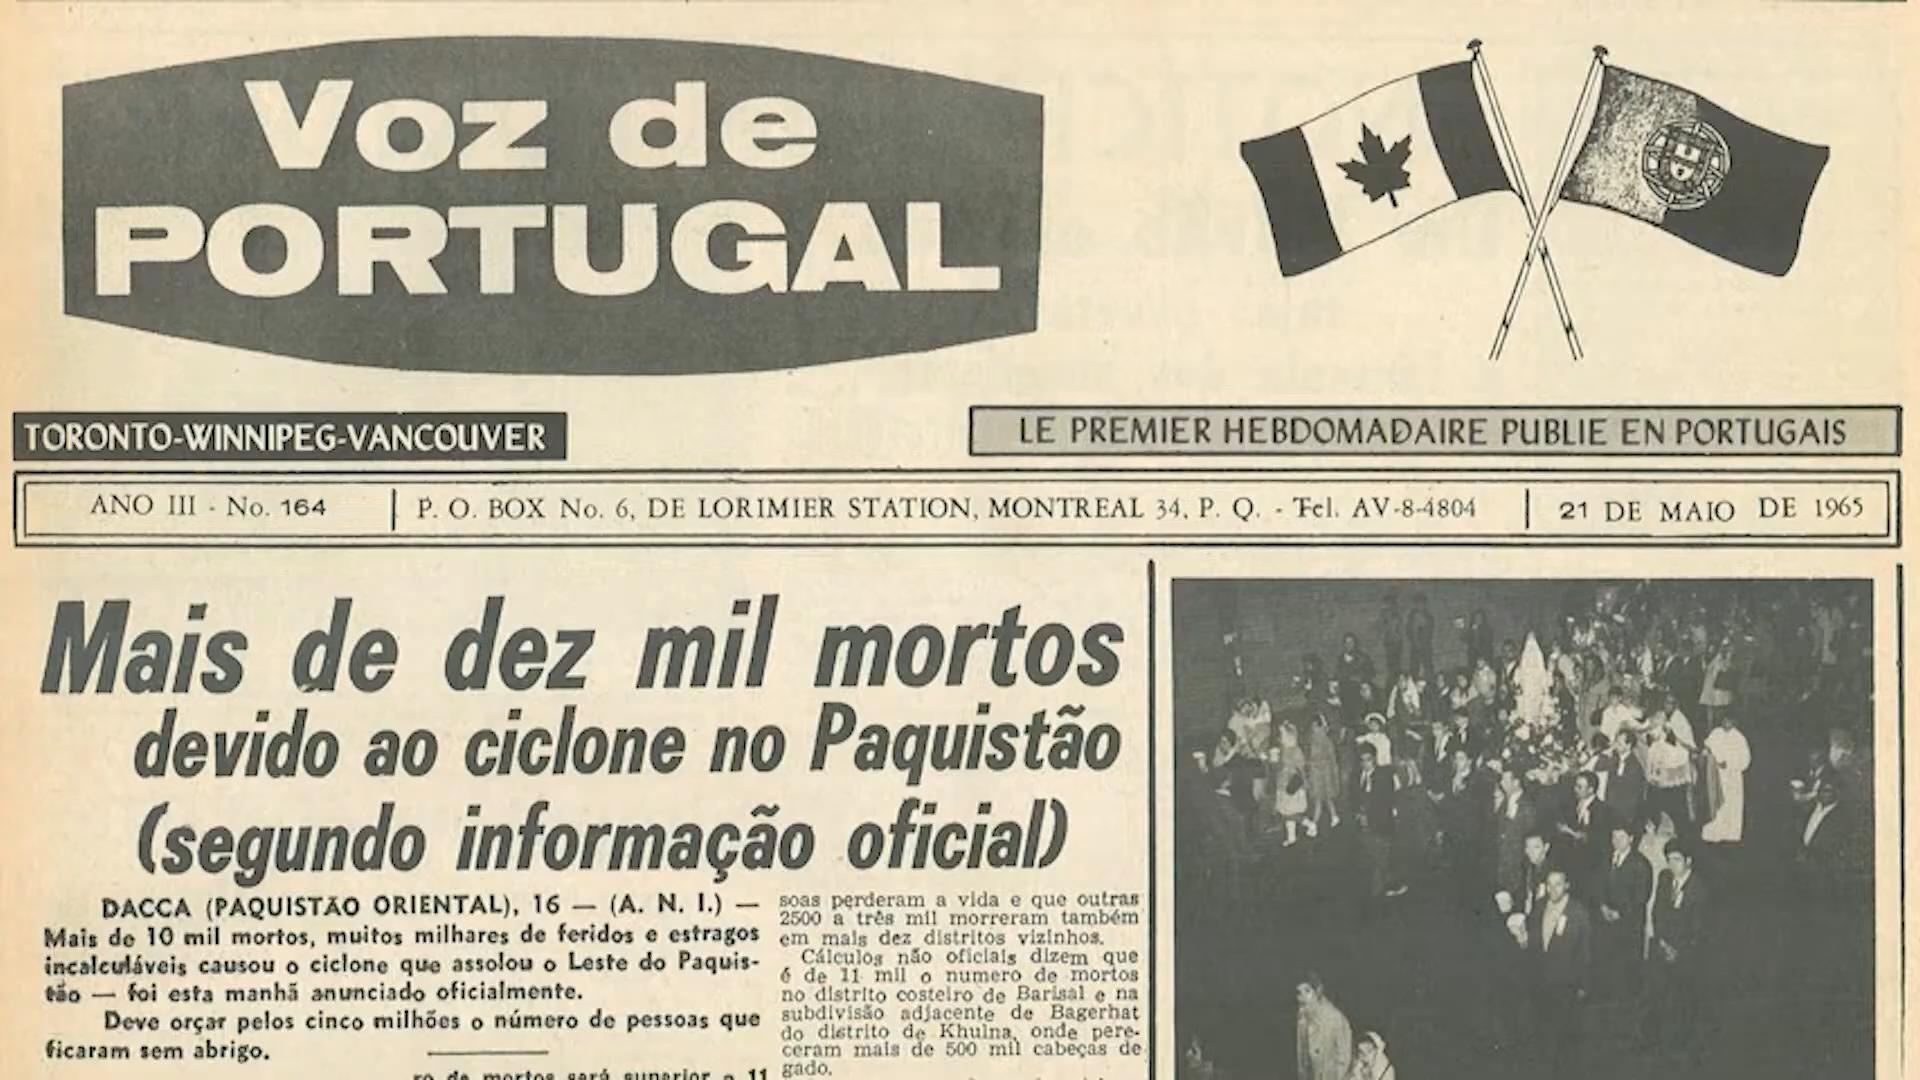 Voz de
PORTUGAL
TORONTO-WINNIPEG-VANCOUVER
LE PREMIER HEBDOMADAIRE PUBLIE EN PORTUGAIS
ANO III - No. 164
P. O. BOX No. 6, DE LORIMIER STATION, MONTREAL 34, P. Q. - Tel. AV-8-4804
21 DE MAIO DE 1965
Mais de dez mil mortos
devido ao ciclone no Paquistão
(segundo informação oficial)
DACCA (PAQUISTÃO ORIENTAL), 16 — (A. N. I.) —
Mais de 10 mil mortos, muitos milhares de feridos e estragos
incalculáveis causou o ciclone que assolou o Leste do Paquis-
tão — foi esta manhã anunciado oficialmente.
Deve orçar pelos cinco milhões o número de pessoas que
ficaram sem abrigo.
ro de mortos será superior a 11
soas perderam a vida e que outras
2500 a três mil morreram também
em mais dez distritos vizinhos.
Cálculos não oficiais dizem que
é de 11 mil o numero de mortos
no distrito costeiro de Barisal e na
subdivisão adjacente de Bagerhat
do distrito de Khulna, onde pere-
ceram mais de 500 mil cabeças de
gado.